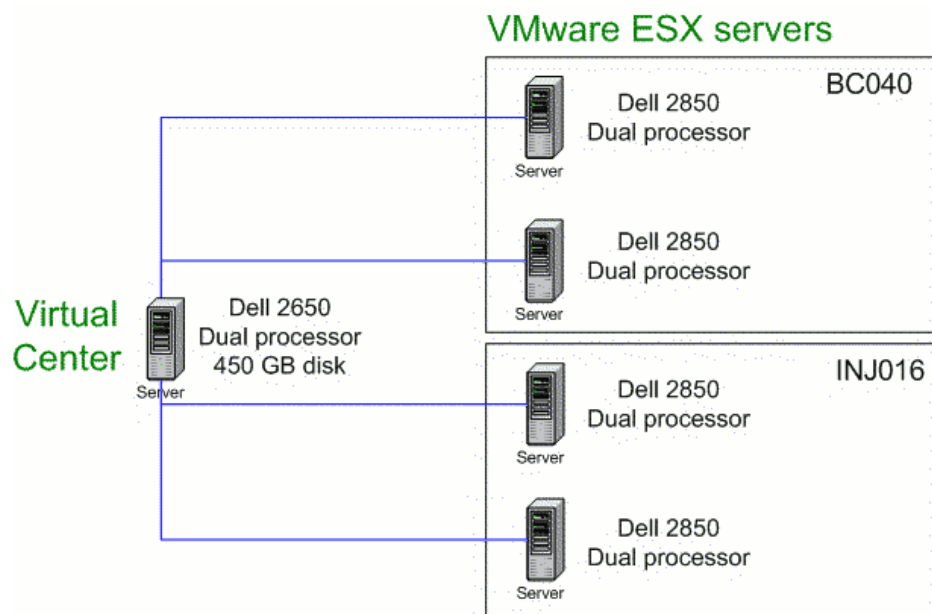 VMware ESX servers
BC040
Dell 2850
Dual processor
Server
Dell 2850
Dual processor
Server
Virtual
Center
Dell 2650
Dual processor
450 GB disk
Server
INJ016
Dell 2850
Dual processor
Server
Dell 2850
Dual processor
Server